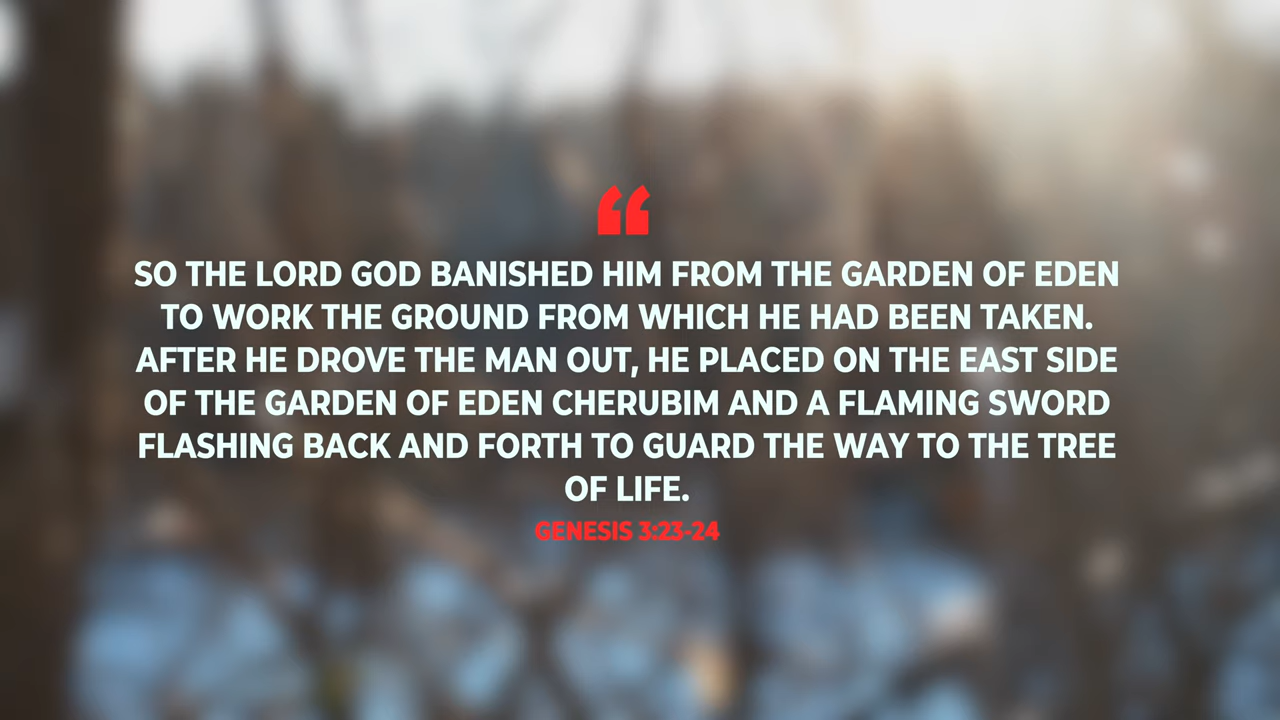 “
SO THE LORD GOD BANISHED HIM FROM THE GARDEN OF EDEN
TO WORK THE GROUND FROM WHICH HE HAD BEEN TAKEN.
AFTER HE DROVE THE MAN OUT, HE PLACED ON THE EAST SIDE
OF THE GARDEN OF EDEN CHERUBIM AND A FLAMING SWORD
FLASHING BACK AND FORTH TO GUARD THE WAY TO THE TREE
OF LIFE.
GENESIS 3:23-24